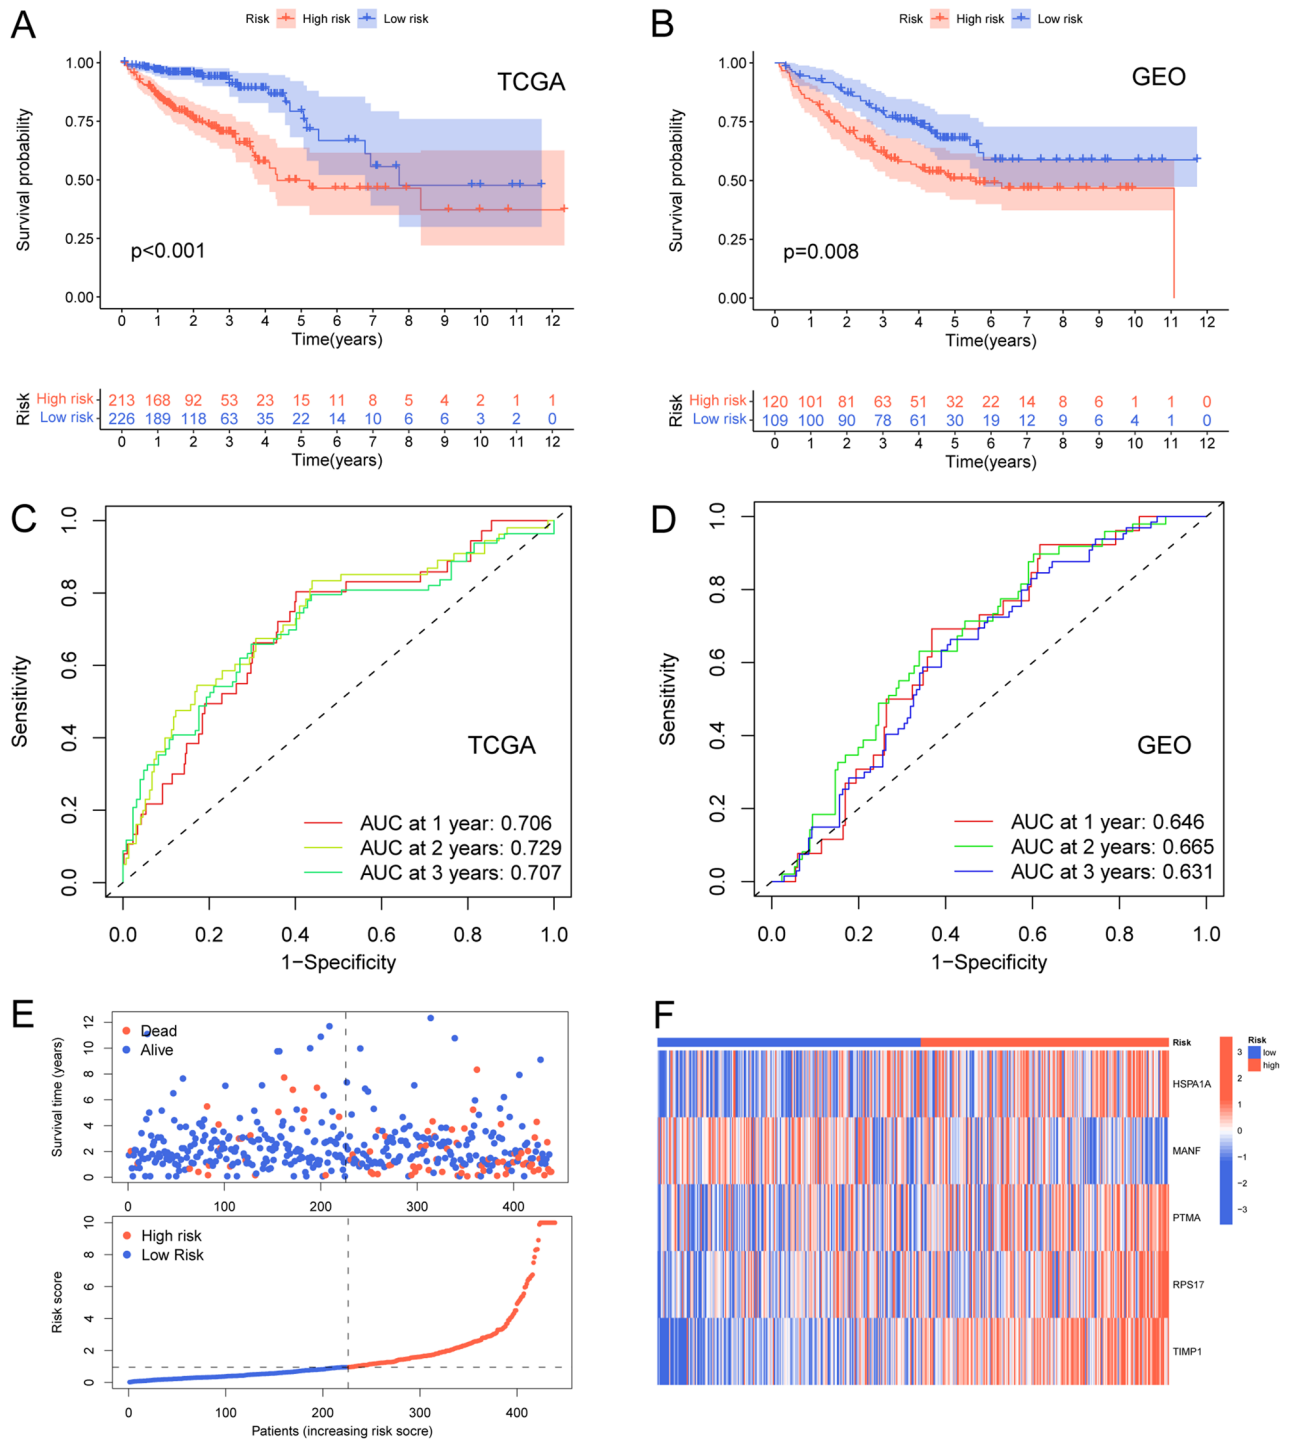 A
Risk High risk Low risk
TCGA
Survival probability
1.00
0.75
0.50
0.25
0.00
p<0.001
0 1 2 3 4 5 6 7 8 9 10 11 12
Time(years)
Risk
High risk 213 168 92 53 23 15 11 8 5 4 2 1 1
Low risk 226 189 118 63 35 22 14 10 6 6 3 2 0
0 1 2 3 4 5 6 7 8 9 10 11 12
Time(years)
B
Risk High risk Low risk
GEO
Survival probability
1.00
0.75
0.50
0.25
0.00
p=0.008
0 1 2 3 4 5 6 7 8 9 10 11 12
Time(years)
Risk
High risk 120 101 81 63 51 32 22 14 8 6 1 1 0
Low risk 109 100 90 78 61 30 19 12 9 6 4 1 0
0 1 2 3 4 5 6 7 8 9 10 11 12
Time(years)
C
Sensitivity
1.0
0.8
0.6
0.4
0.2
0.0
TCGA
AUC at 1 year: 0.706
AUC at 2 years: 0.729
AUC at 3 years: 0.707
0.0 0.2 0.4 0.6 0.8 1.0
1−Specificity
D
Sensitivity
1.0
0.8
0.6
0.4
0.2
0.0
GEO
AUC at 1 year: 0.646
AUC at 2 years: 0.665
AUC at 3 years: 0.631
0.0 0.2 0.4 0.6 0.8 1.0
1−Specificity
E
Survival time (years)
12
10
8
6
4
2
0
Dead
Alive
0 100 200 300 400
Risk score
10
8
6
4
2
0
High risk
Low Risk
0 100 200 300 400
Patients (increasing risk socre)
F
Risk
HSPA1A
MANF
PTMA
RPS17
TIMP1
3
2
1
0
−1
−2
−3
Risk
low
high